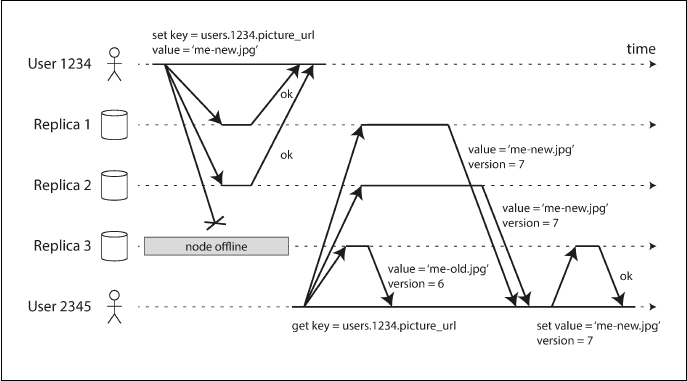 set key = users.1234.picture_url
value = 'me-new.jpg'
time
User 1234
ok
Replica 1
ok
value = 'me-new.jpg'
version = 7
Replica 2
value = 'me-new.jpg'
version = 7
Replica 3
node offline
value = 'me-old.jpg'
version = 6
ok
User 2345
get key = users.1234.picture_url
set value = 'me-new.jpg'
version = 7